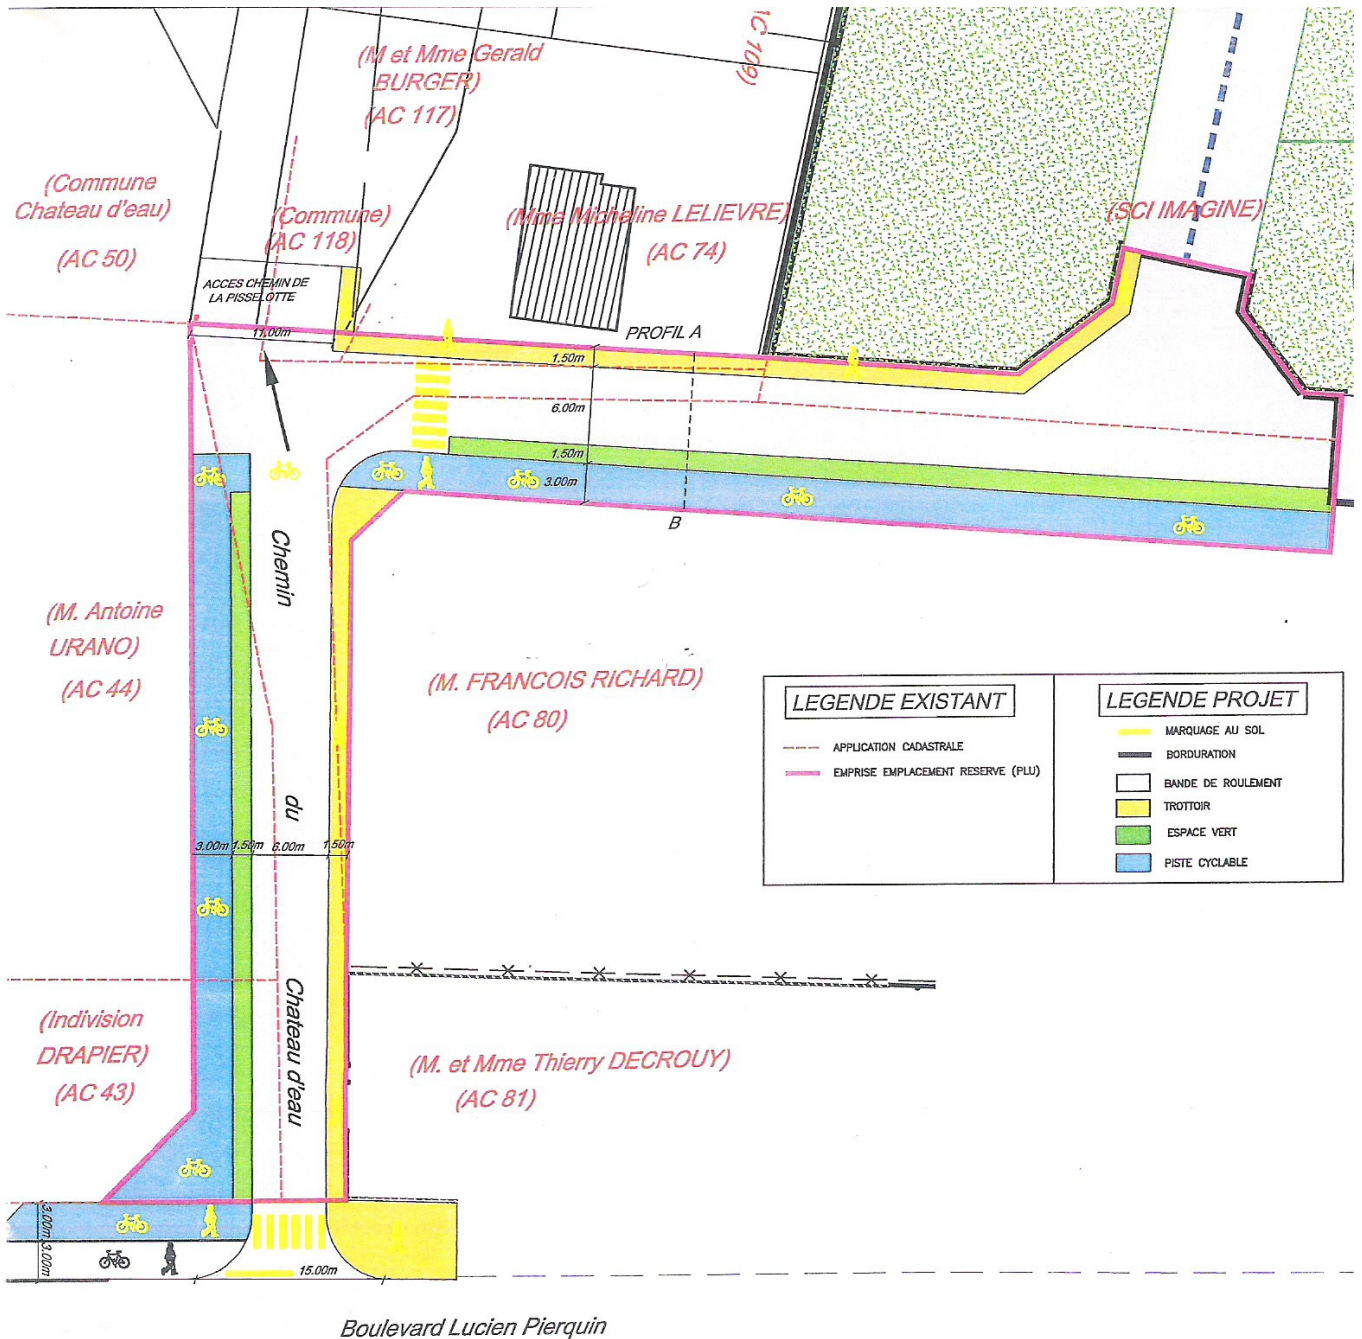 (M et Mme Gerald
BURGER)
(AC 117)
AC 109)
(Commune
Chateau d'eau)
(AC 50)
(Commune)
(AC 118)
(Mme Micheline LELIEVRE)
(AC 74)
(SCI IMAGINE)
ACCES CHEMIN DE
LA PISSELOTTE
11.00m
PROFIL A
1.50m
6.00m
1.50m
3.00m
B
Chemin
du
Chateau d'eau
(M. Antoine
URANO)
(AC 44)
(M. FRANCOIS RICHARD)
(AC 80)
LEGENDE EXISTANT
APPLICATION CADASTRALE
EMPRISE EMPLACEMENT RESERVE (PLU)
LEGENDE PROJET
MARQUAGE AU SOL
BORDURATION
BANDE DE ROULEMENT
TROTTOIR
ESPACE VERT
PISTE CYCLABLE
3.00m 1.50m 6.00m 1.50m
(Indivision
DRAPIER)
(AC 43)
(M. et Mme Thierry DECROUY)
(AC 81)
3.00m 3.00m
15.00m
Boulevard Lucien Pierquin